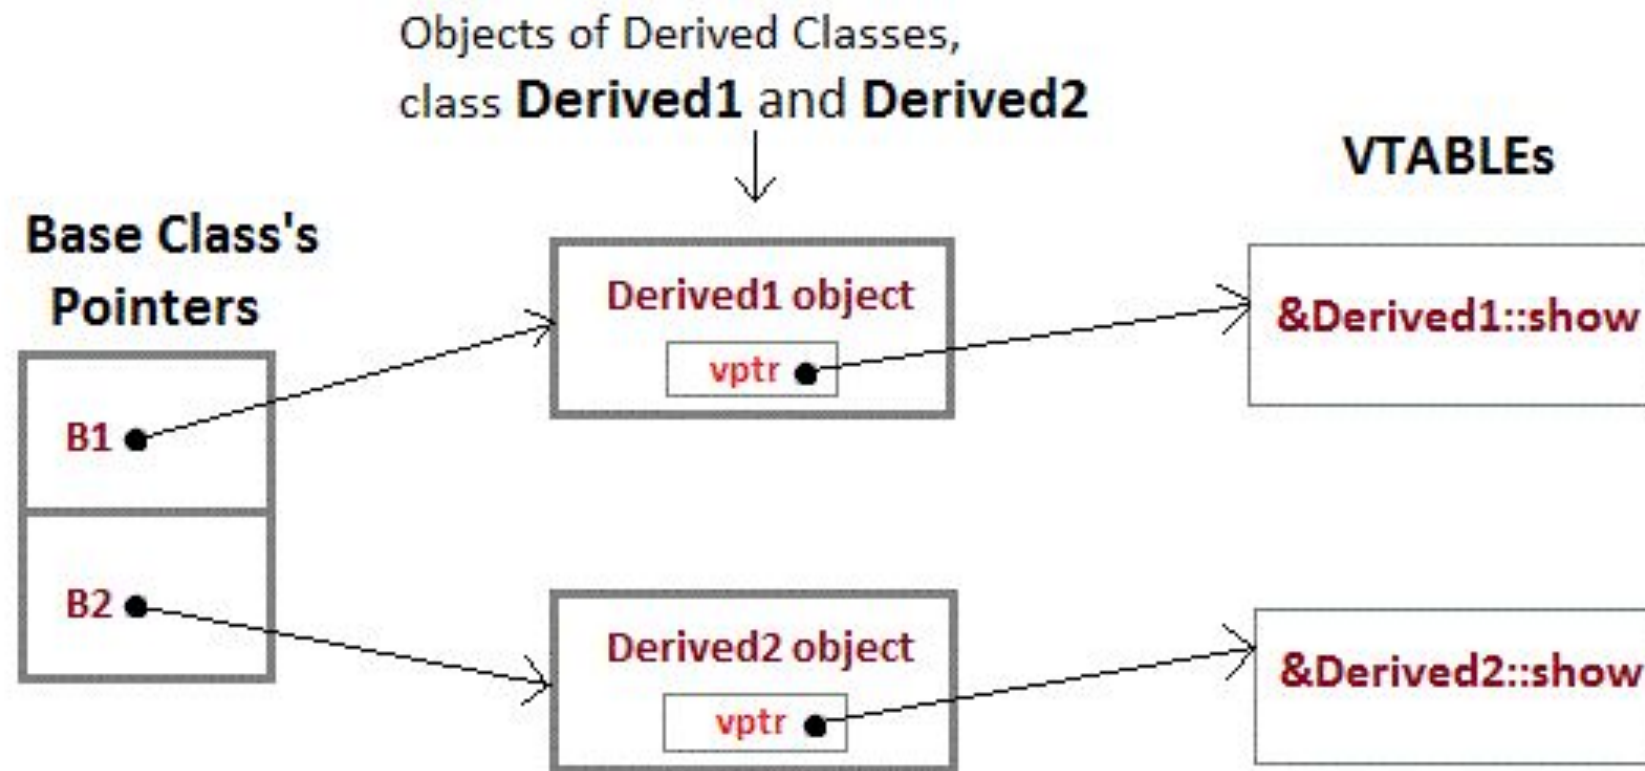 Objects of Derived Classes,
class Derived1 and Derived2
VTABLEs
Base Class's
Pointers
Derived1 object
vptr
&Derived1::show
B1
B2
Derived2 object
vptr
&Derived2::show